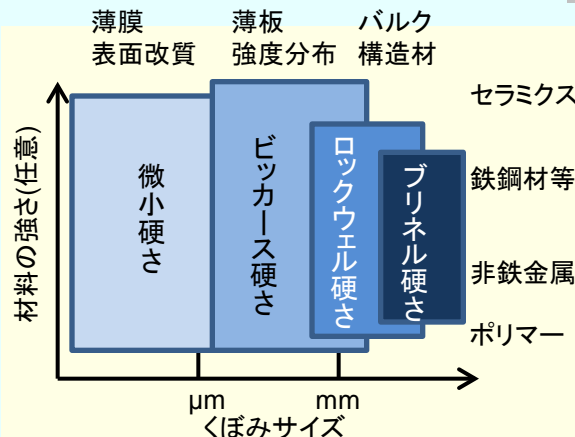 薄膜
表面改質
薄板
強度分布
バルク
構造材
材料の強さ(任意)
微小硬さ
ビッカース硬さ
ロックウェル硬さ
ブリネル硬さ
セラミクス
鉄鋼材等
非鉄金属
ポリマー
μm
mm
くぼみサイズ